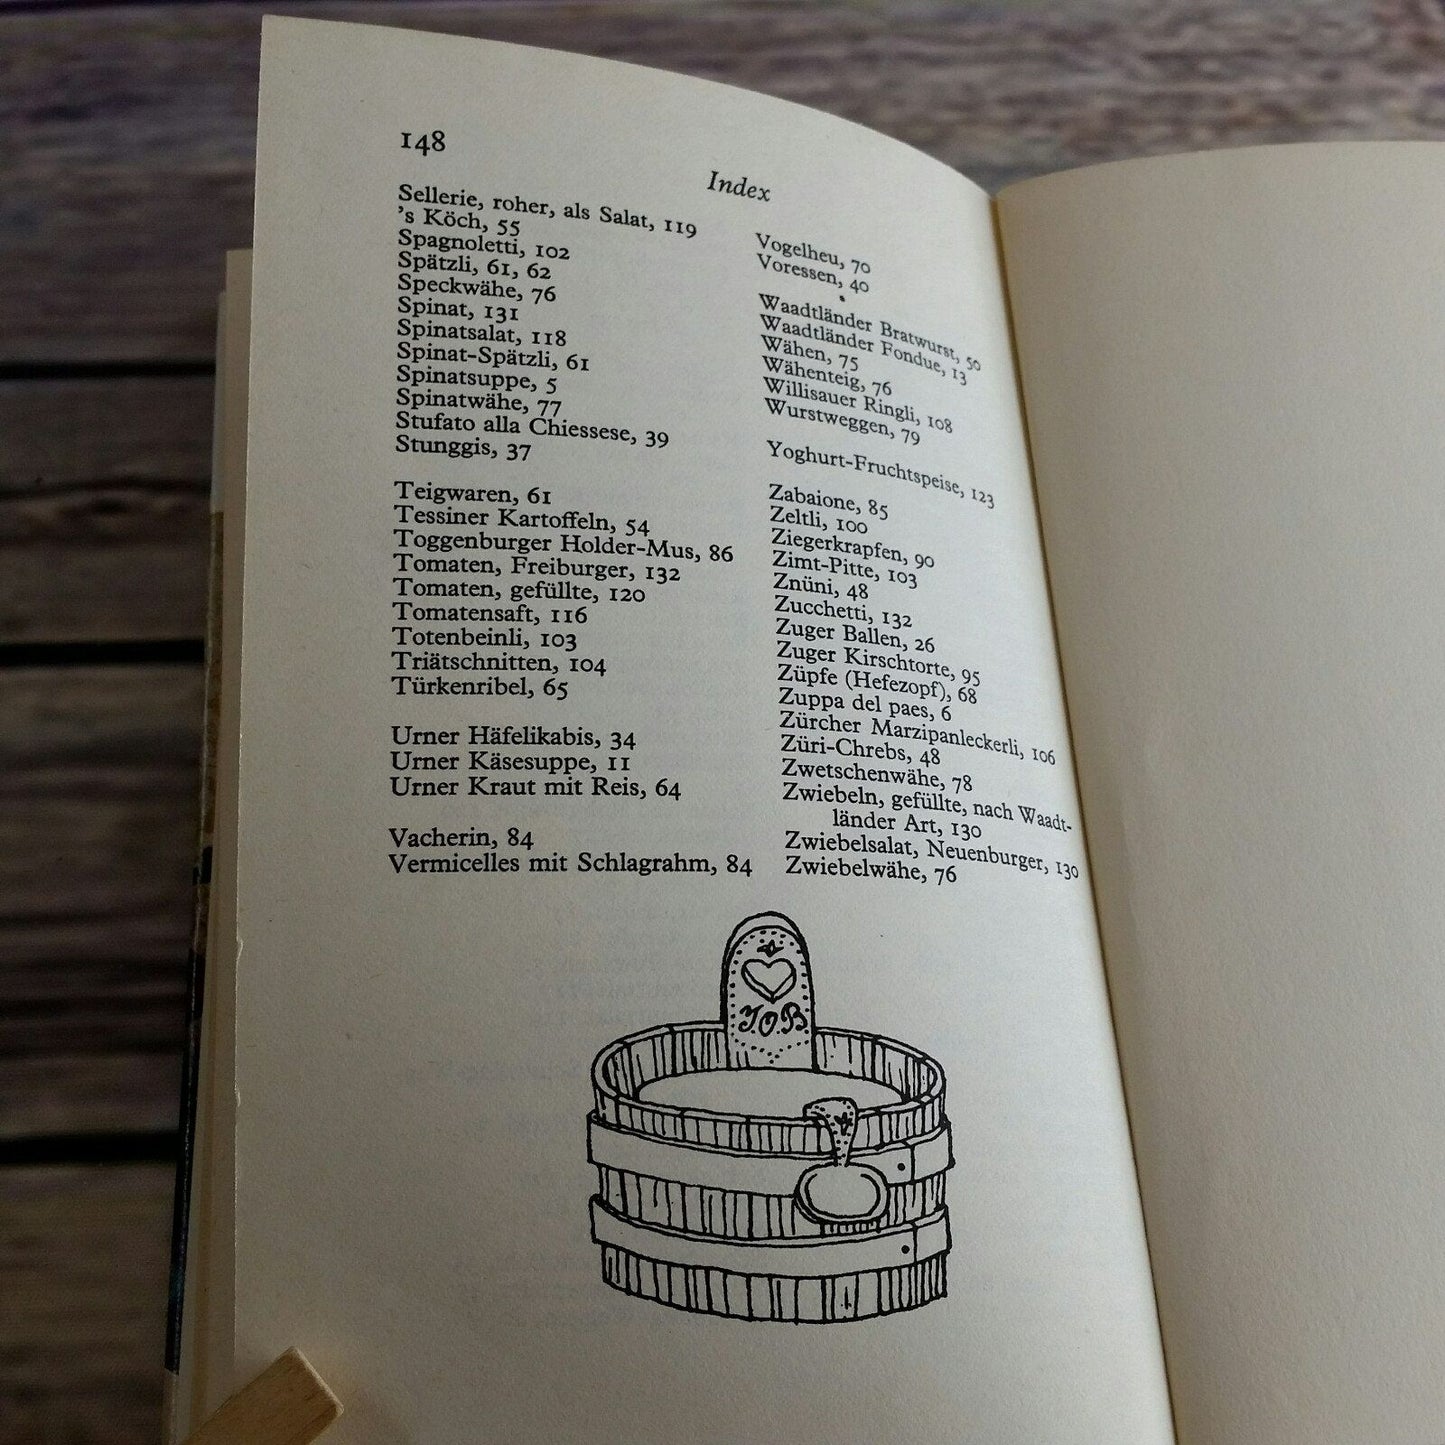 148
Index
Sellerie, roher, als Salat, 119
's Köch, 55
Spagnoletti, 102
Spätzli, 61, 62
Speckwähe, 76
Spinat, 131
Spinatsalat, 118
Spinat-Spätzli, 61
Spinatsuppe, 5
Spinatwähe, 77
Stufato alla Chiessese, 39
Stunggis, 37
Teigwaren, 61
Tessiner Kartoffeln, 54
Toggenburger Holder-Mus, 86
Tomaten, Freiburger, 132
Tomaten, gefüllte, 120
Tomatensaft, 116
Totenbeinli, 103
Triätschnitten, 104
Türkenribel, 65
Urner Häfelikabis, 34
Urner Käsesuppe, 11
Urner Kraut mit Reis, 64
Vacherin, 84
Vermicelles mit Schlagrahm, 84
Vogelheu, 70
Voressen, 40
Waadtländer Bratwurst, 50
Waadtländer Fondue, 13
Wähen, 75
Wähenteig, 76
Willisauer Ringli, 108
Wurstweggen, 79
Yoghurt-Fruchtspeise, 123
Zabaione, 85
Zeltli, 100
Ziegerkrapfen, 90
Zimt-Pitte, 103
Znüni, 48
Zucchetti, 132
Zuger Ballen, 26
Zuger Kirschtorte, 95
Züpfe (Hefezopf), 68
Zuppa del paes, 6
Zürcher Marzipanleckerli, 106
Züri-Chrebs, 48
Zwetschenwähe, 78
Zwiebeln, gefüllte, nach Waadt-
länder Art, 130
Zwiebelsalat, Neuenburger, 130
Zwiebelwähe, 76
J.O.B